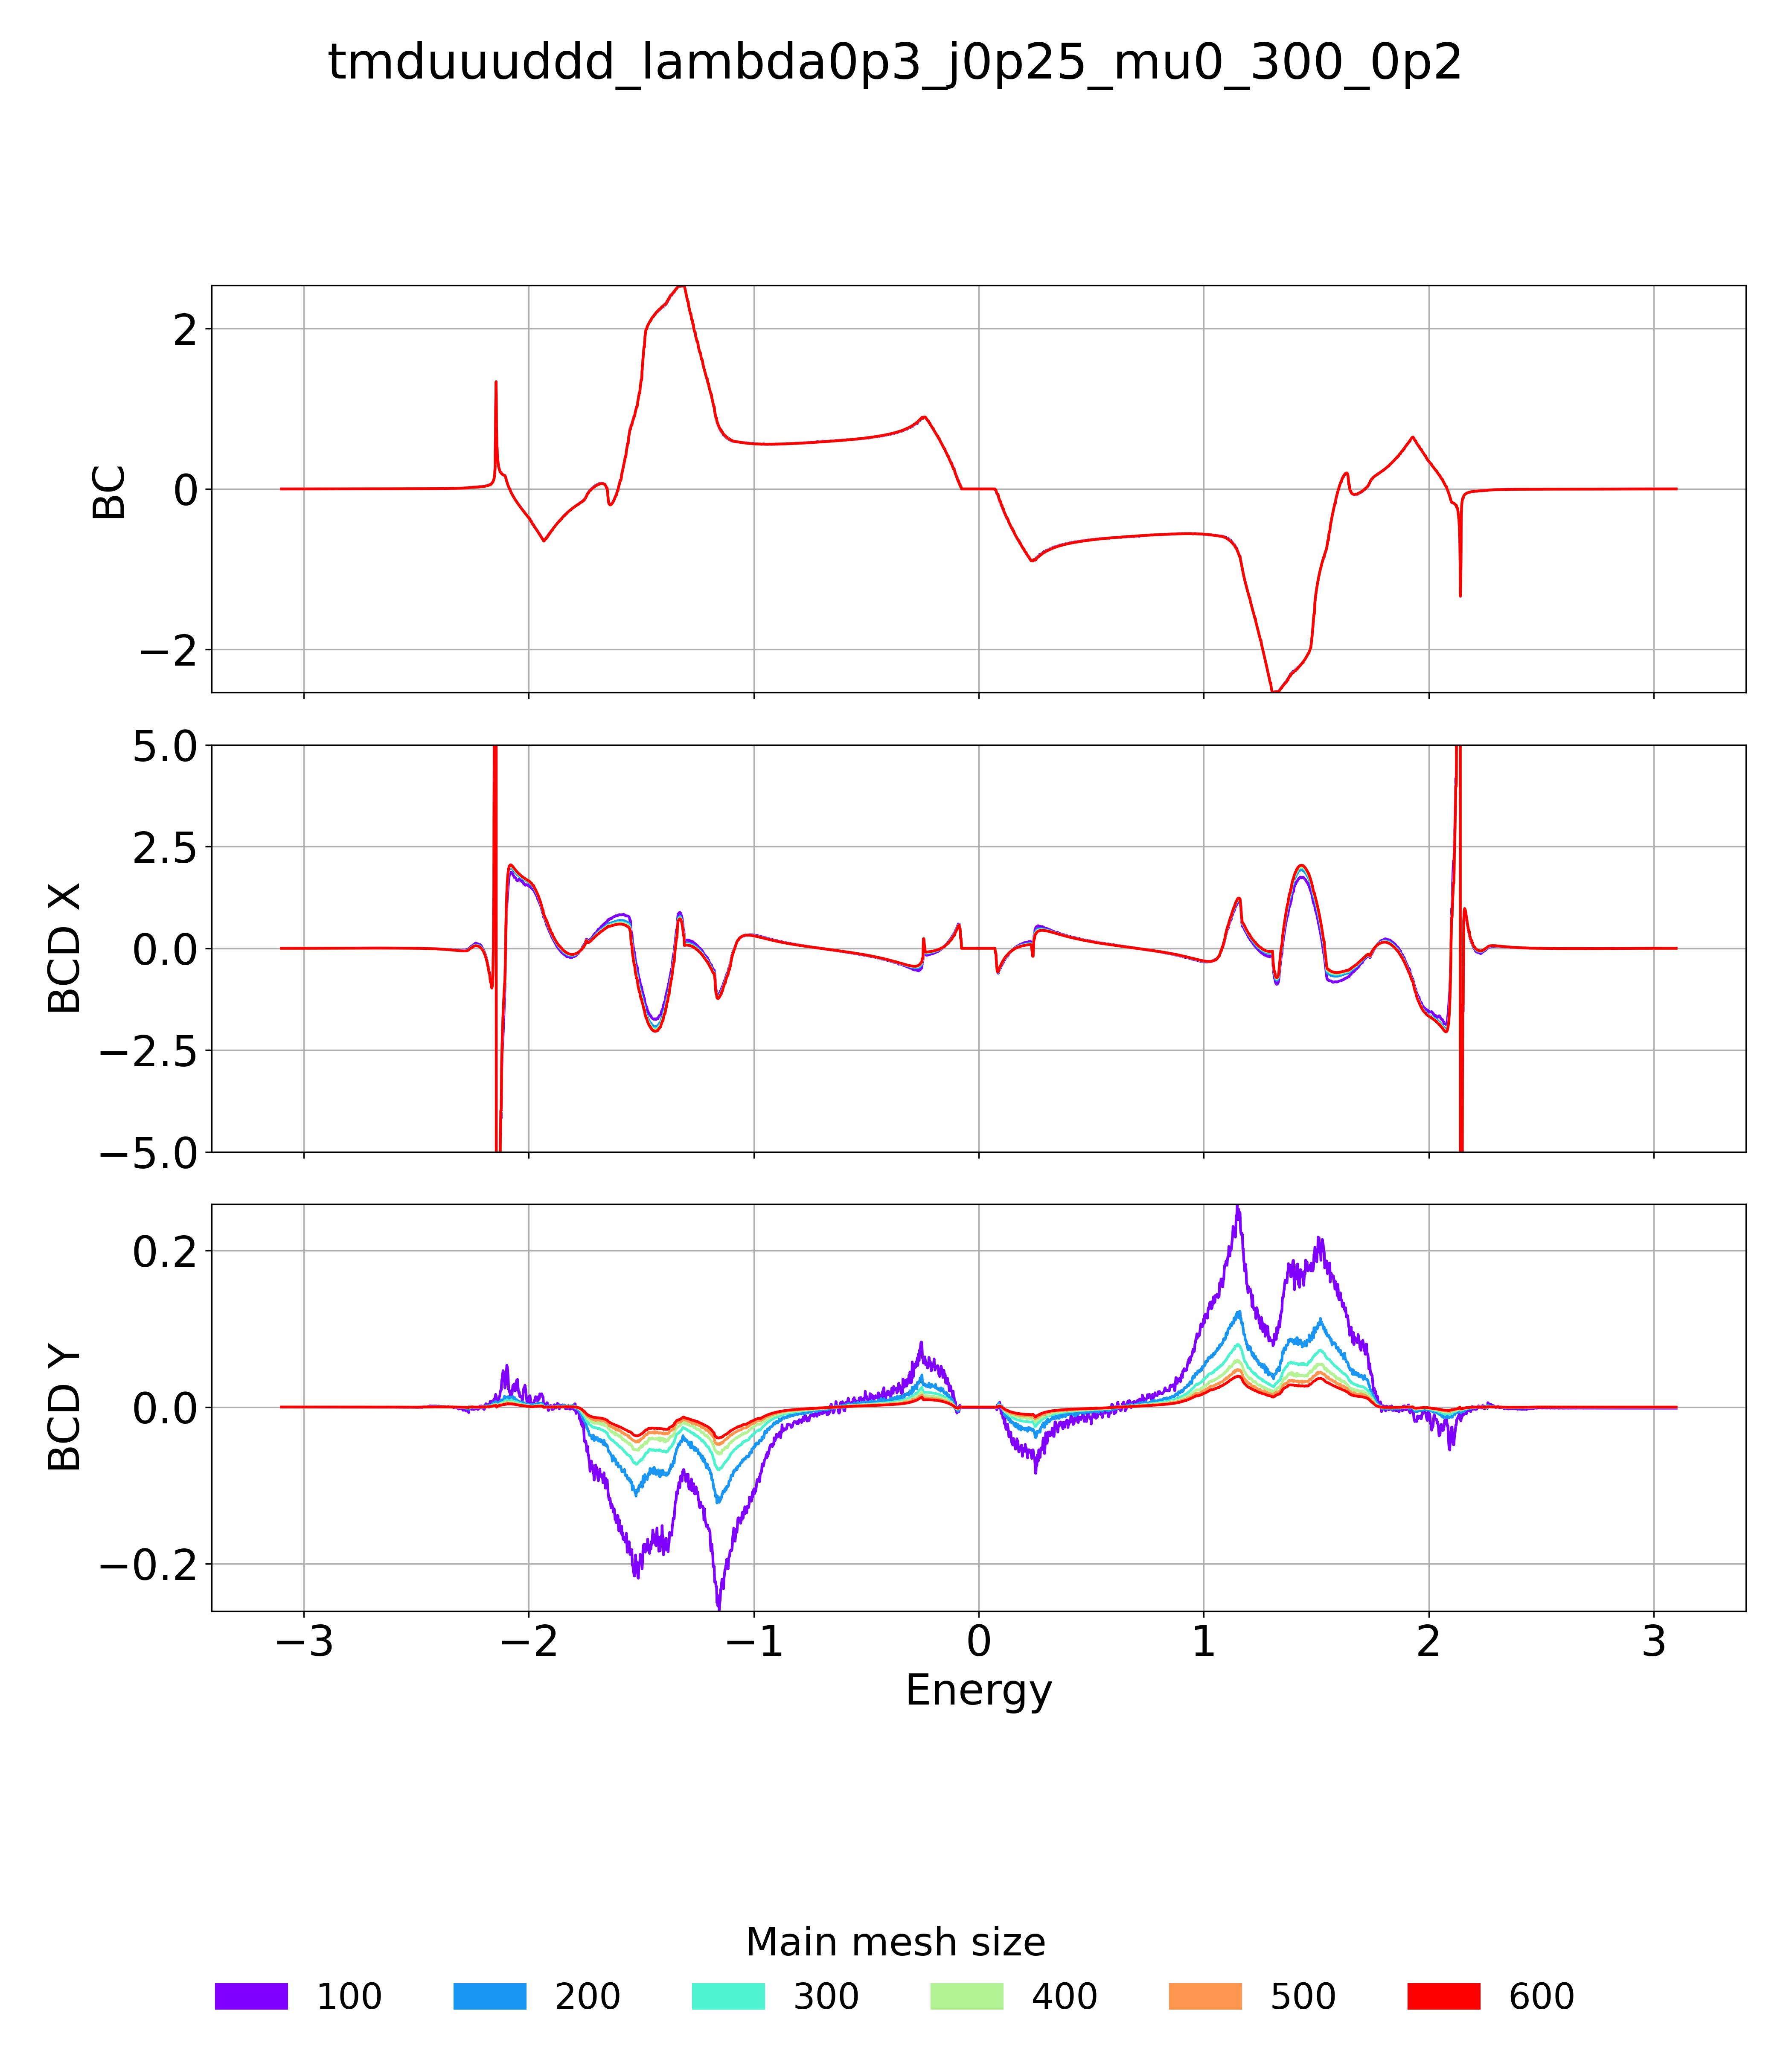 tmduuuddd_lambda0p3_j0p25_mu0_300_0p2
BC
2
0
−2
BCD X
5.0
2.5
0.0
−2.5
−5.0
BCD Y
0.2
0.0
−0.2
−3 −2 −1 0 1 2 3
Energy
Main mesh size
100 200 300 400 500 600